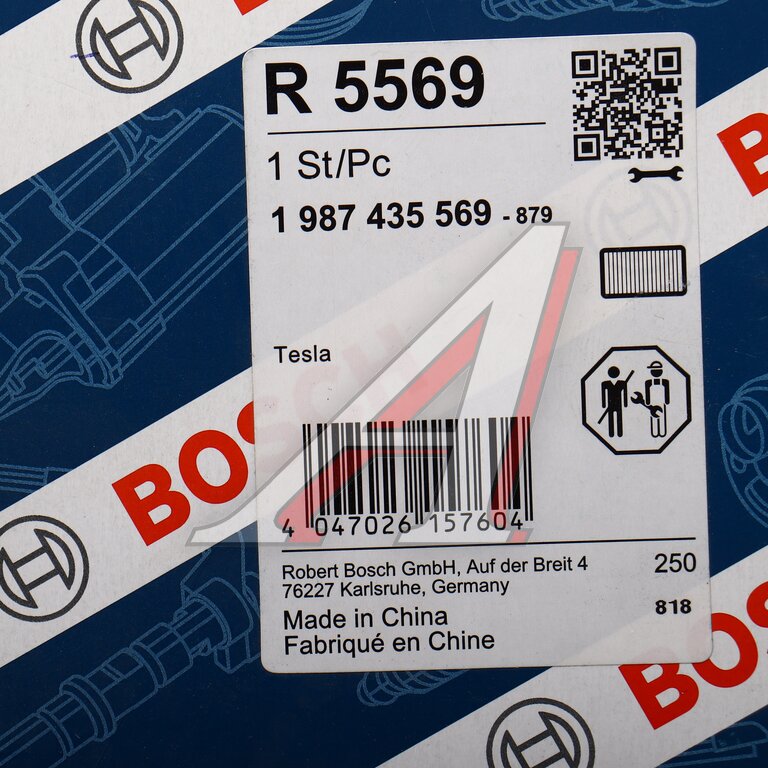 R 5569
1 St/Pc
1 987 435 569 - 879
Tesla
BOSCH
BOSCH
BOSCH
4 047026 157604
Robert Bosch GmbH, Auf der Breit 4
76227 Karlsruhe, Germany
250
Made in China
818
Fabriqué en Chine